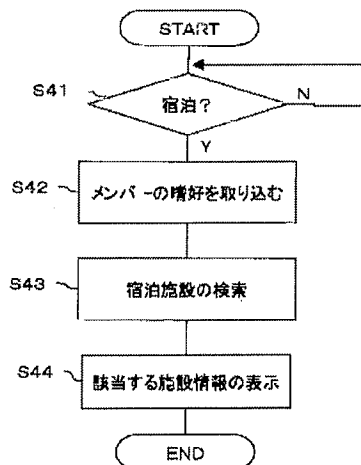 START
S41
宿泊？
N
Y
S42
メンバーの嗜好を取り込む
S43
宿泊施設の検索
S44
該当する施設情報の表示
END